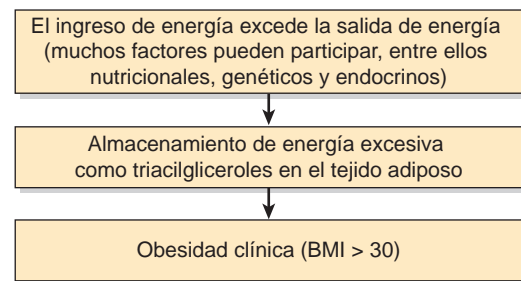 El ingreso de energía excede la salida de energía
(muchos factores pueden participar, entre ellos
nutricionales, genéticos y endocrinos)
Almacenamiento de energía excesiva
como triacilgliceroles en el tejido adiposo
Obesidad clínica (BMI > 30)